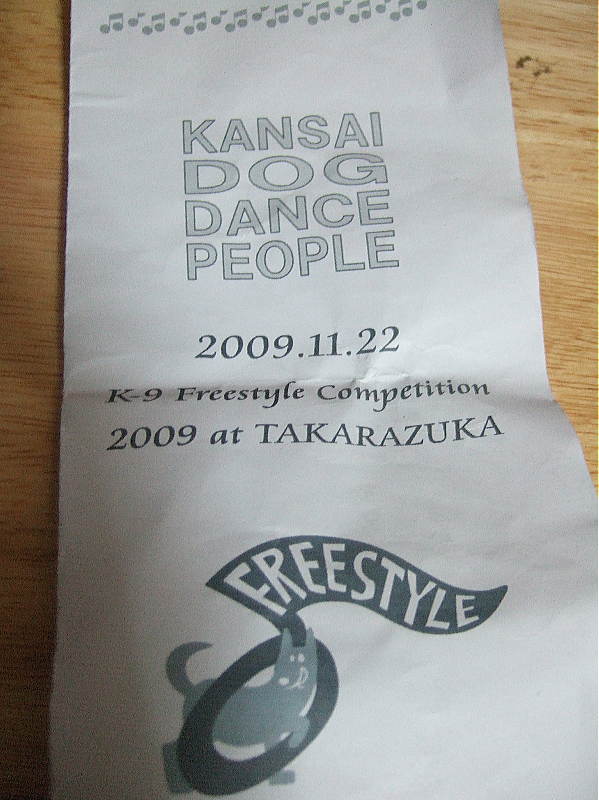 KANSAI
DOG
DANCE
PEOPLE
2009.11.22
K-9 Freestyle Competition
2009 at TAKARAZUKA
FREESTYLE